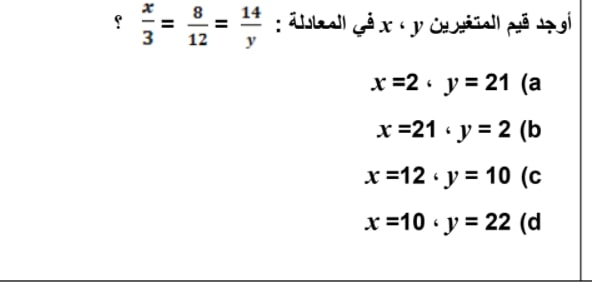 أوجد قيم المتغيرين x ، y في المعادلة : x/3 = 8/12 = 14/y ؟
x =2 ، y = 21 (a
x =21 ، y = 2 (b
x =12 ، y = 10 (c
x =10 ، y = 22 (d